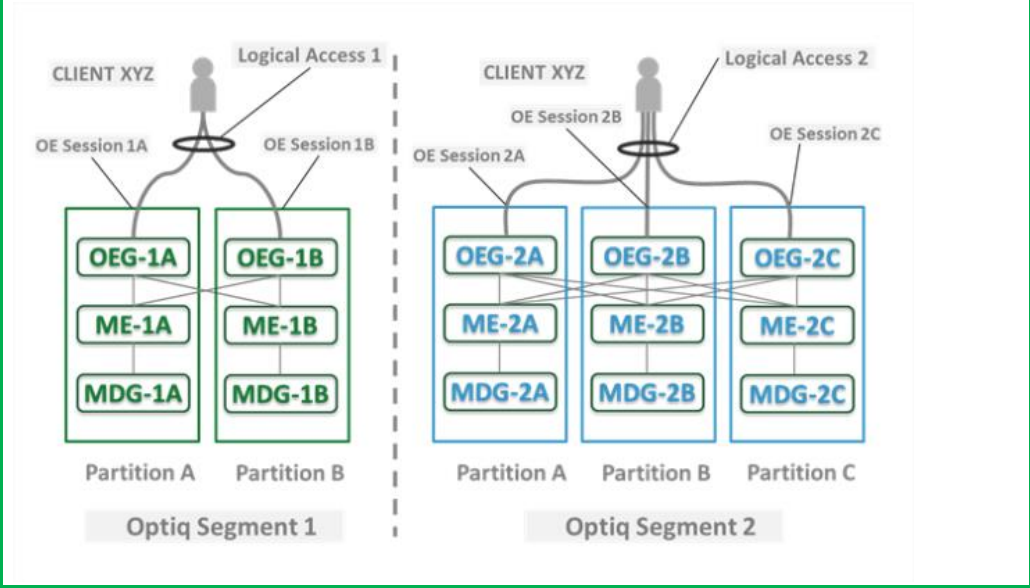 CLIENT XYZ
Logical Access 1
OE Session 1A
OE Session 1B
OEG-1A
OEG-1B
ME-1A
ME-1B
MDG-1A
MDG-1B
Partition A
Partition B
Optiq Segment 1
CLIENT XYZ
Logical Access 2
OE Session 2B
OE Session 2C
OE Session 2A
OEG-2A
OEG-2B
OEG-2C
ME-2A
ME-2B
ME-2C
MDG-2A
MDG-2B
MDG-2C
Partition A
Partition B
Partition C
Optiq Segment 2